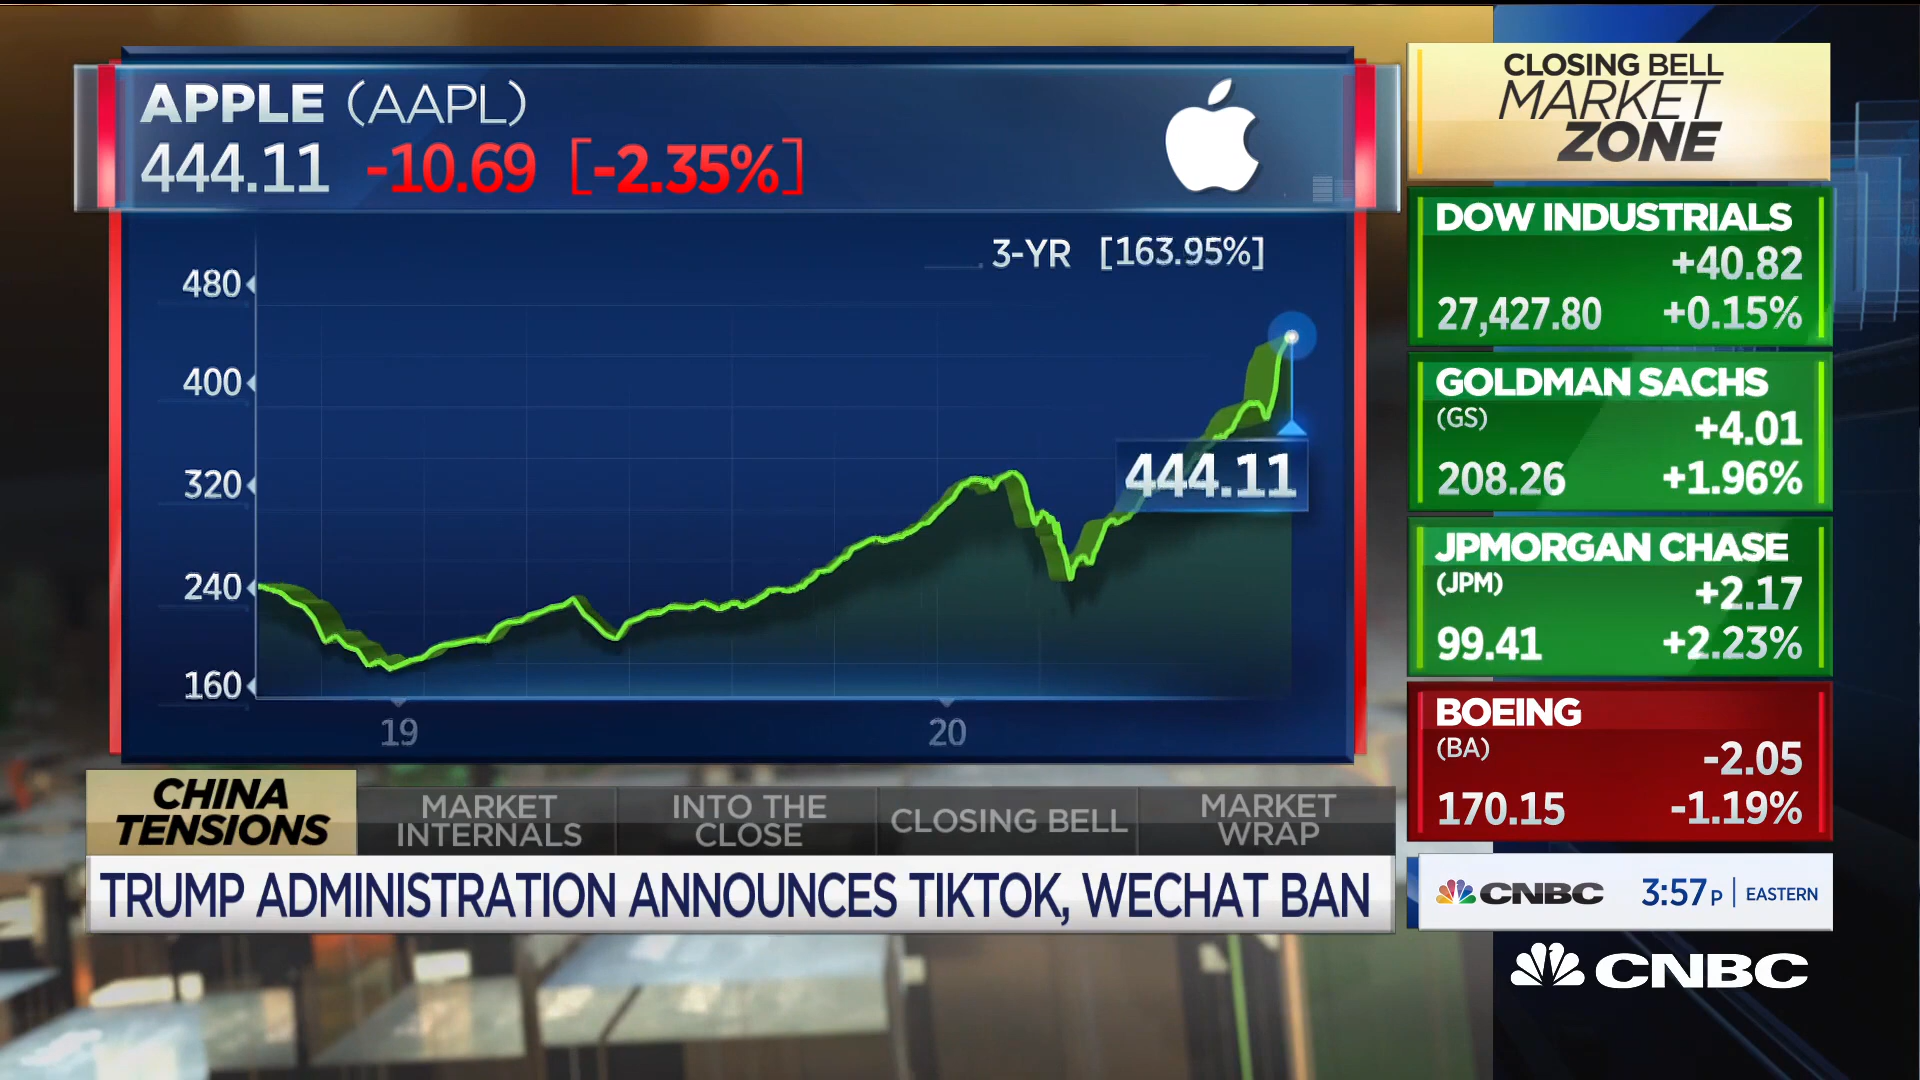 APPLE (AAPL)
444.11 -10.69 [-2.35%]
3-YR [163.95%]
480
400
320
240
160
444.11
19
20
CHINA
TENSIONS
MARKET
INTERNALS
INTO THE
CLOSE
CLOSING BELL
MARKET
WRAP
TRUMP ADMINISTRATION ANNOUNCES TIKTOK, WECHAT BAN
CLOSING BELL
MARKET
ZONE
DOW INDUSTRIALS
+40.82
27,427.80 +0.15%
GOLDMAN SACHS
(GS) +4.01
208.26 +1.96%
JPMORGAN CHASE
(JPM) +2.17
99.41 +2.23%
BOEING
(BA) -2.05
170.15 -1.19%
CNBC 3:57P | EASTERN
CNBC